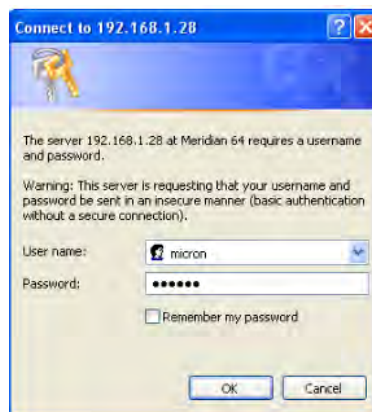 Connect to 192.168.1.28
The server 192.168.1.28 at Meridian 64 requires a username
and password.
Warning: This server is requesting that your username and
password be sent in an insecure manner (basic authentication
without a secure connection).
User name:
micron
Password:
●●●●●●
Remember my password
OK
Cancel